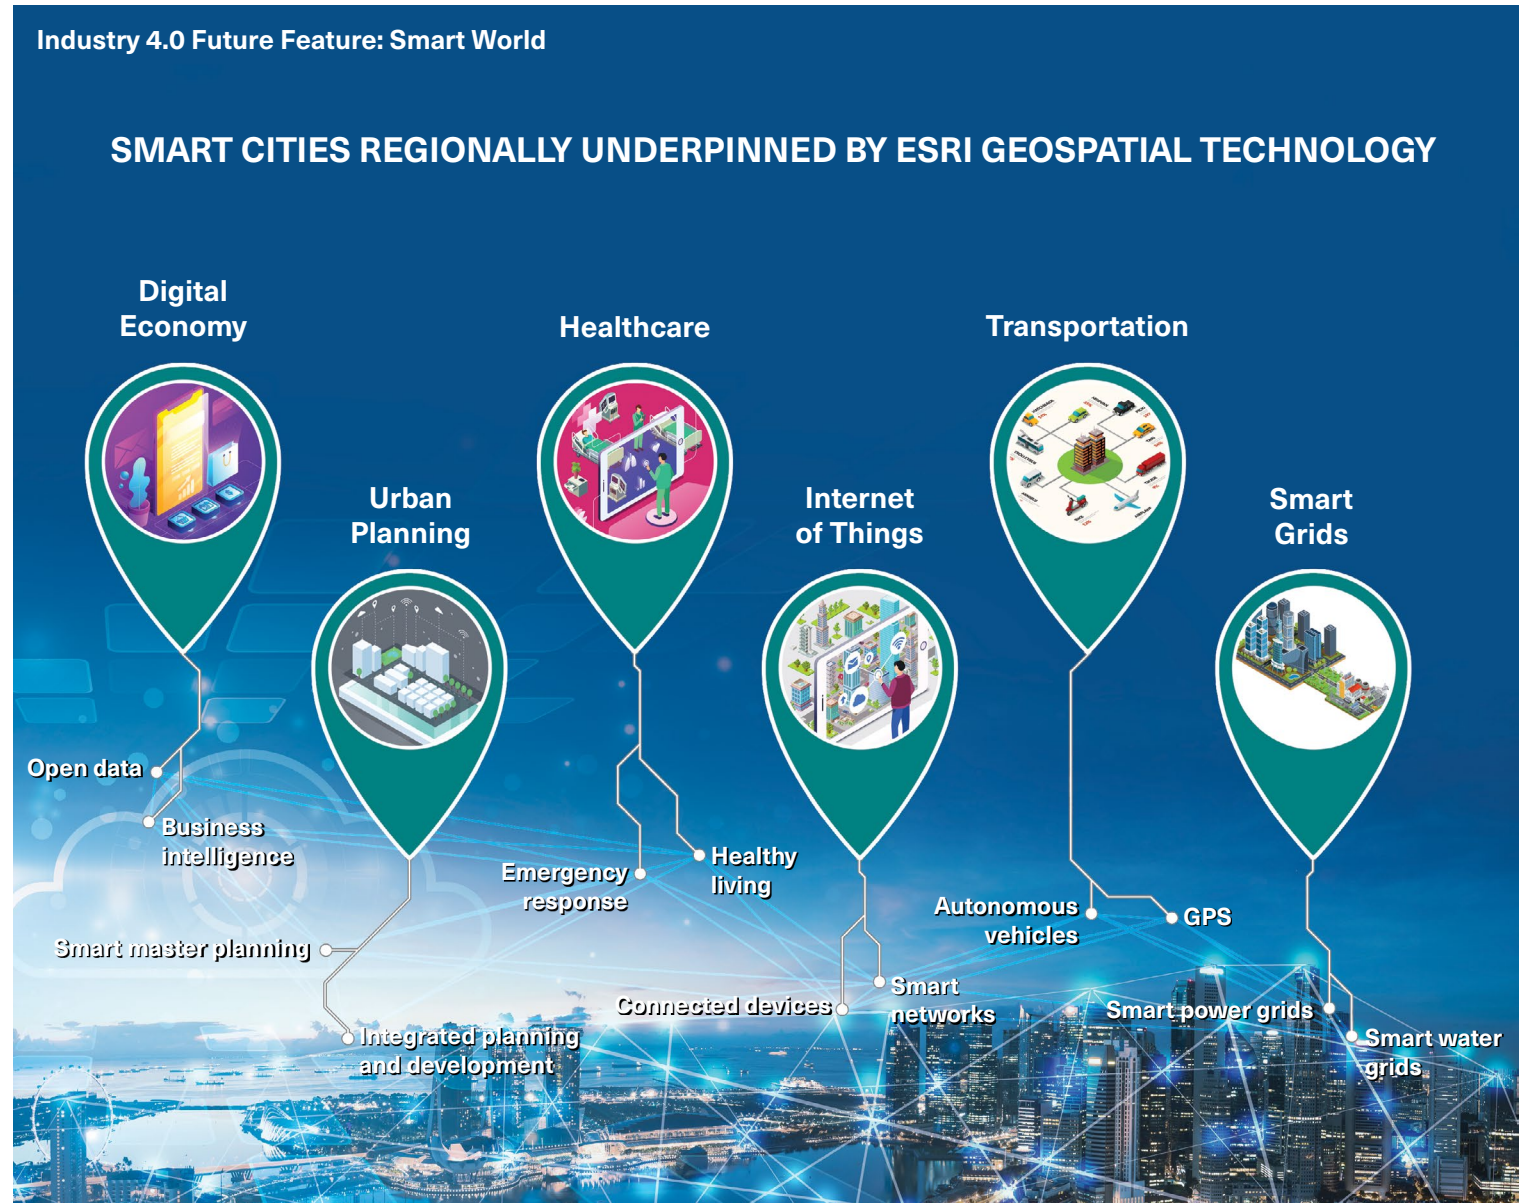 Industry 4.0 Future Feature: Smart World
SMART CITIES REGIONALLY UNDERPINNED BY ESRI GEOSPATIAL TECHNOLOGY
Digital
Economy
Healthcare
Transportation
Urban
Planning
Internet
of Things
Smart
Grids
Open data
Business
intelligence
Emergency
response
Healthy
living
Autonomous
vehicles
GPS
Smart master planning
Connected devices
Smart
networks
Smart power grids
Integrated planning
and development
Smart water
grids